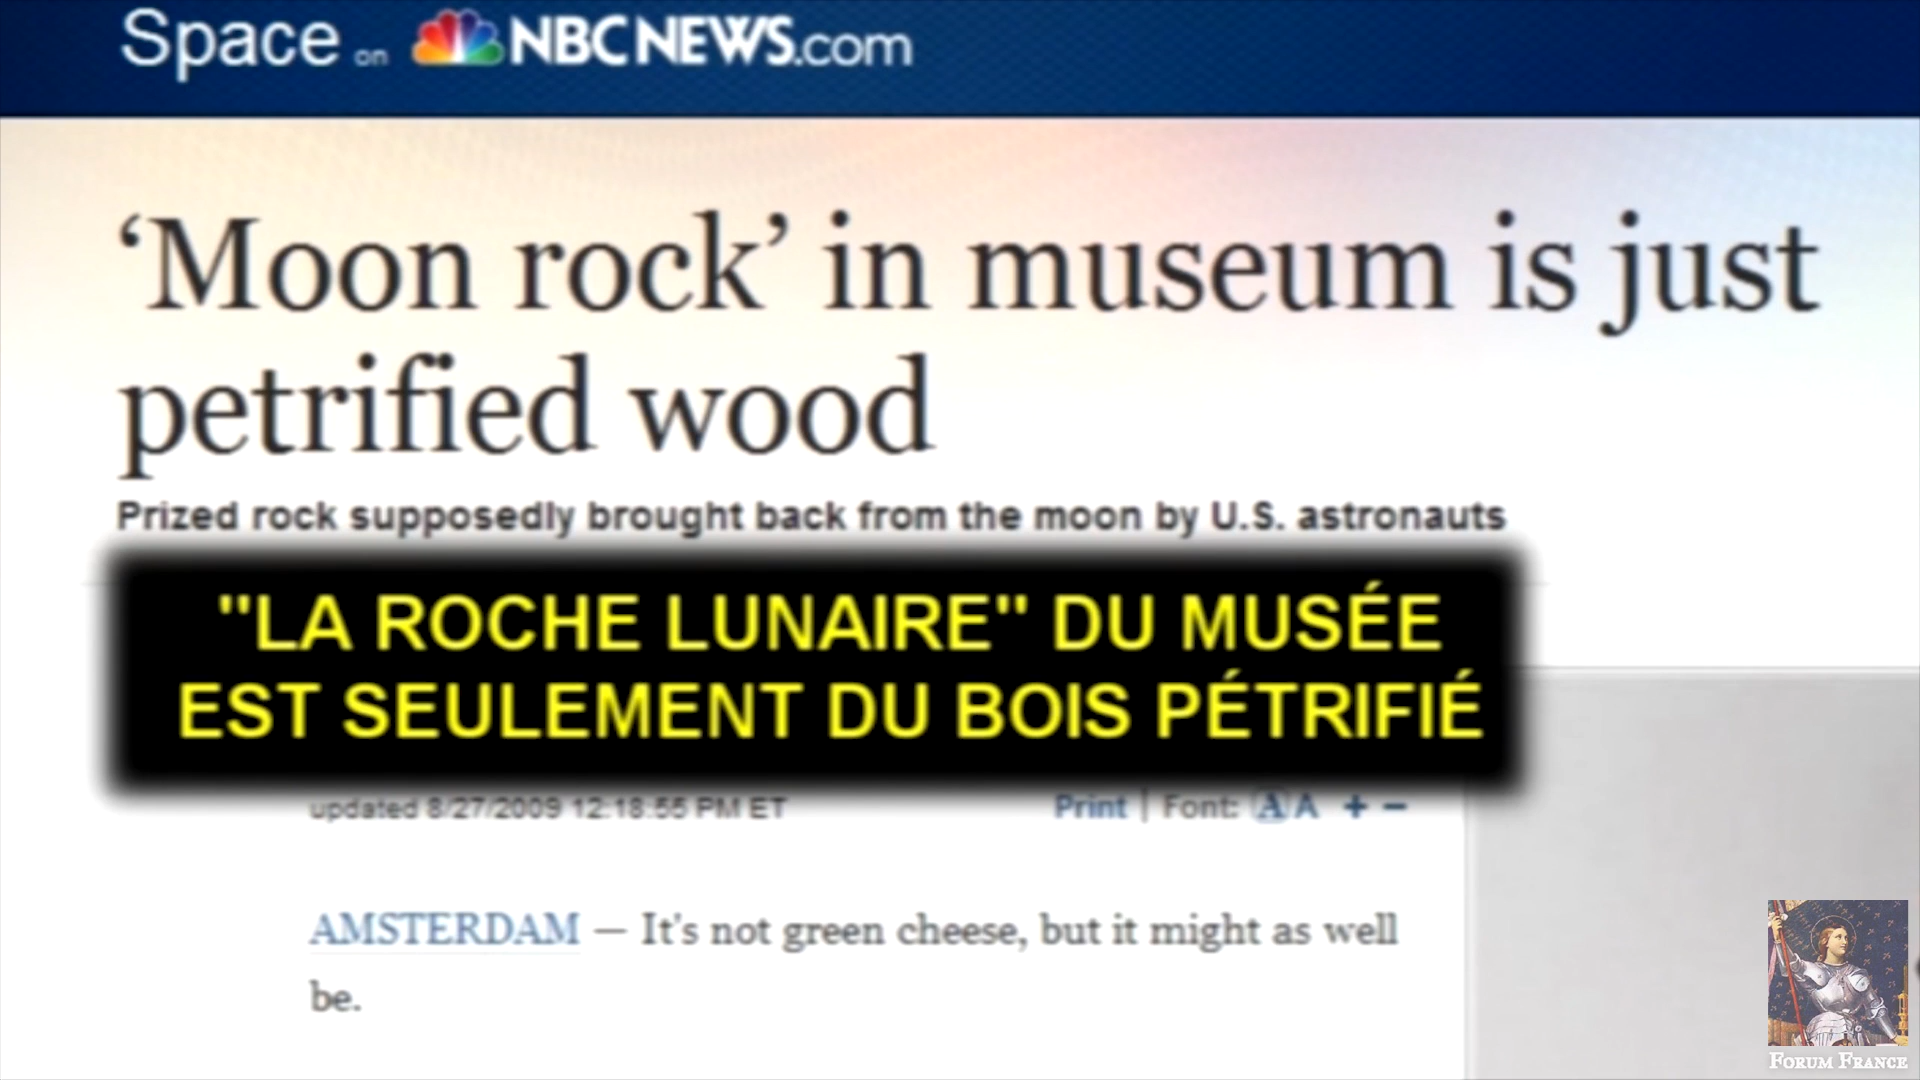 Space on NBCNEWS.com
‘Moon rock’ in museum is just
petrified wood
Prized rock supposedly brought back from the moon by U.S. astronauts
"LA ROCHE LUNAIRE" DU MUSÉE
EST SEULEMENT DU BOIS PÉTRIFIÉ
updated 8/27/2009 12:18:55 PM ET
Print | Font: A A + −
AMSTERDAM — It's not green cheese, but it might as well
be.
FORUM FRANCE